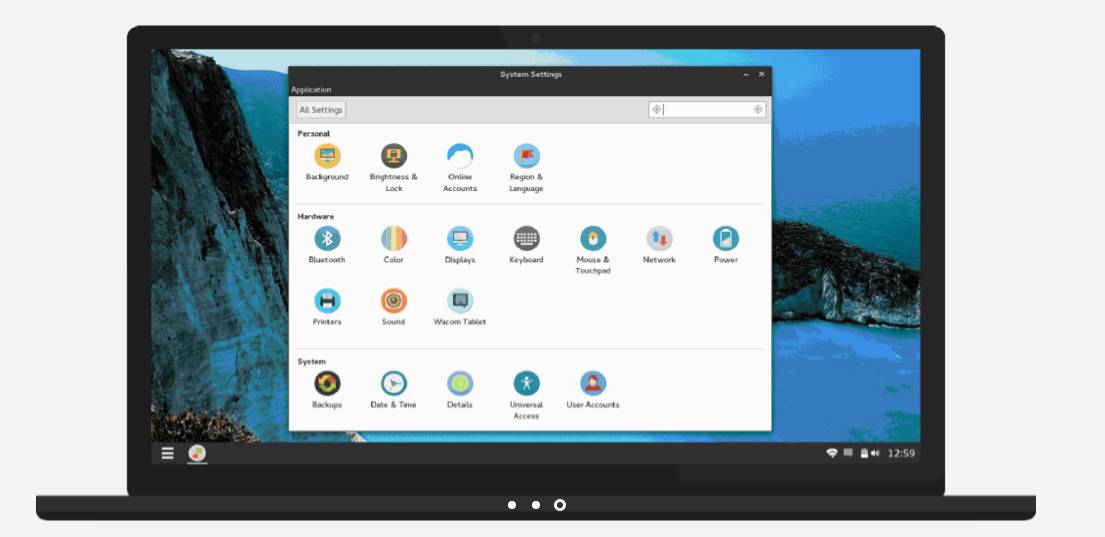 System Settings
Application
All Settings
Personal
Background
Brightness &
Lock
Online
Accounts
Region &
Language
Hardware
Bluetooth
Color
Displays
Keyboard
Mouse &
Touchpad
Network
Power
Printers
Sound
Wacom Tablet
System
Backups
Date & Time
Details
Universal
Access
User Accounts
12:59